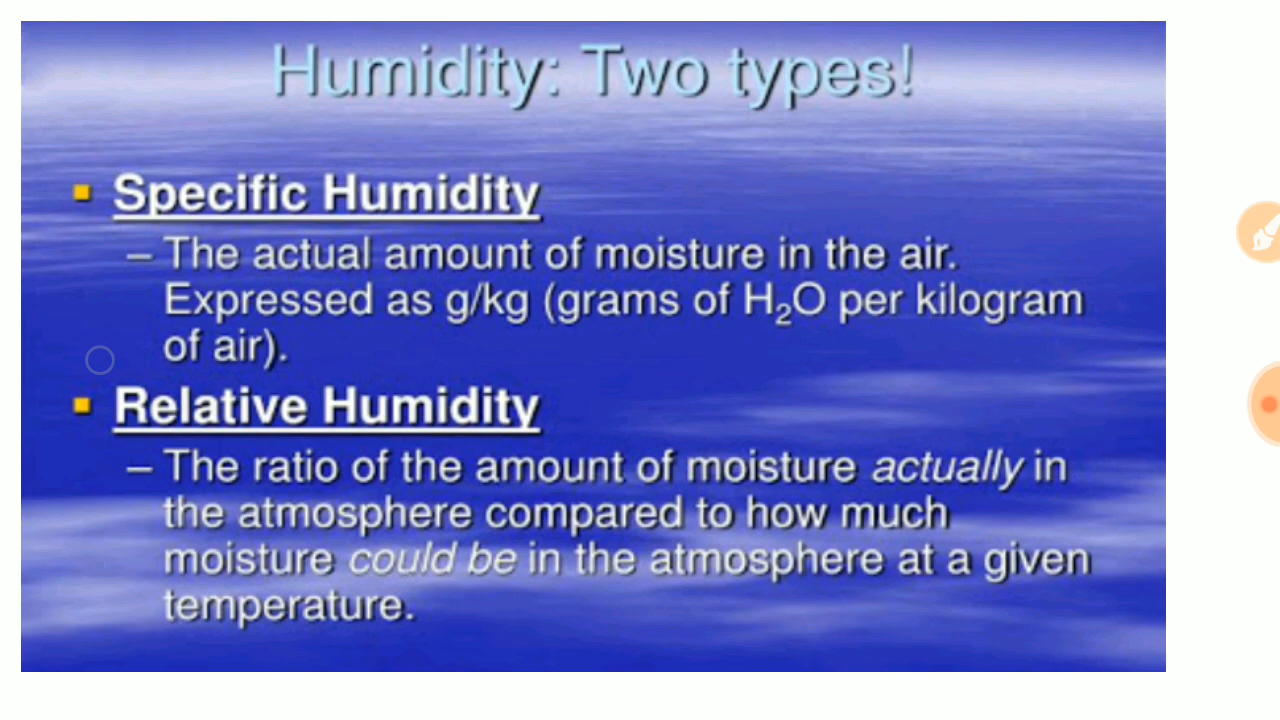 Humidity: Two types!
Specific Humidity
– The actual amount of moisture in the air.
Expressed as g/kg (grams of H₂O per kilogram
of air).
Relative Humidity
– The ratio of the amount of moisture actually in
the atmosphere compared to how much
moisture could be in the atmosphere at a given
temperature.